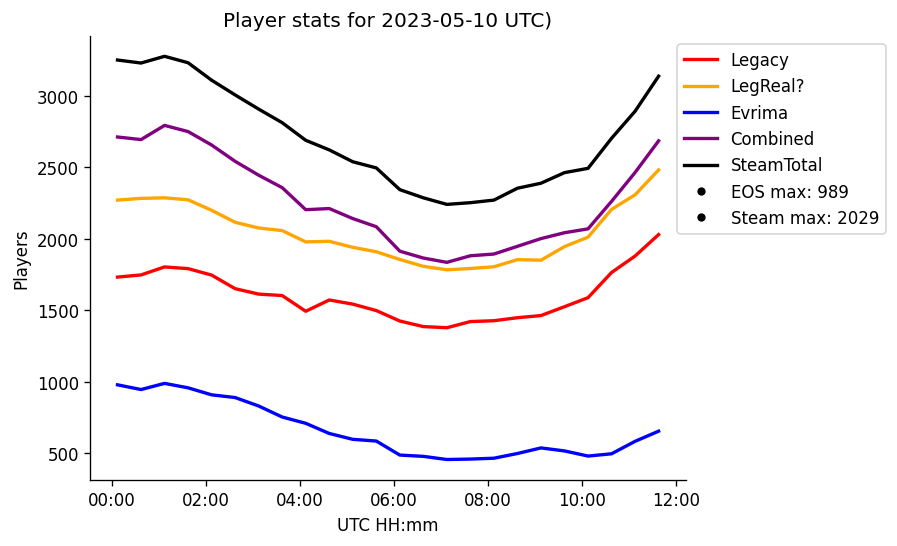 Player stats for 2023-05-10 UTC)
Legacy
LegReal?
Evrima
Combined
SteamTotal
EOS max: 989
Steam max: 2029
Players
3000
2500
2000
1500
1000
500
00:00 02:00 04:00 06:00 08:00 10:00 12:00
UTC HH:mm